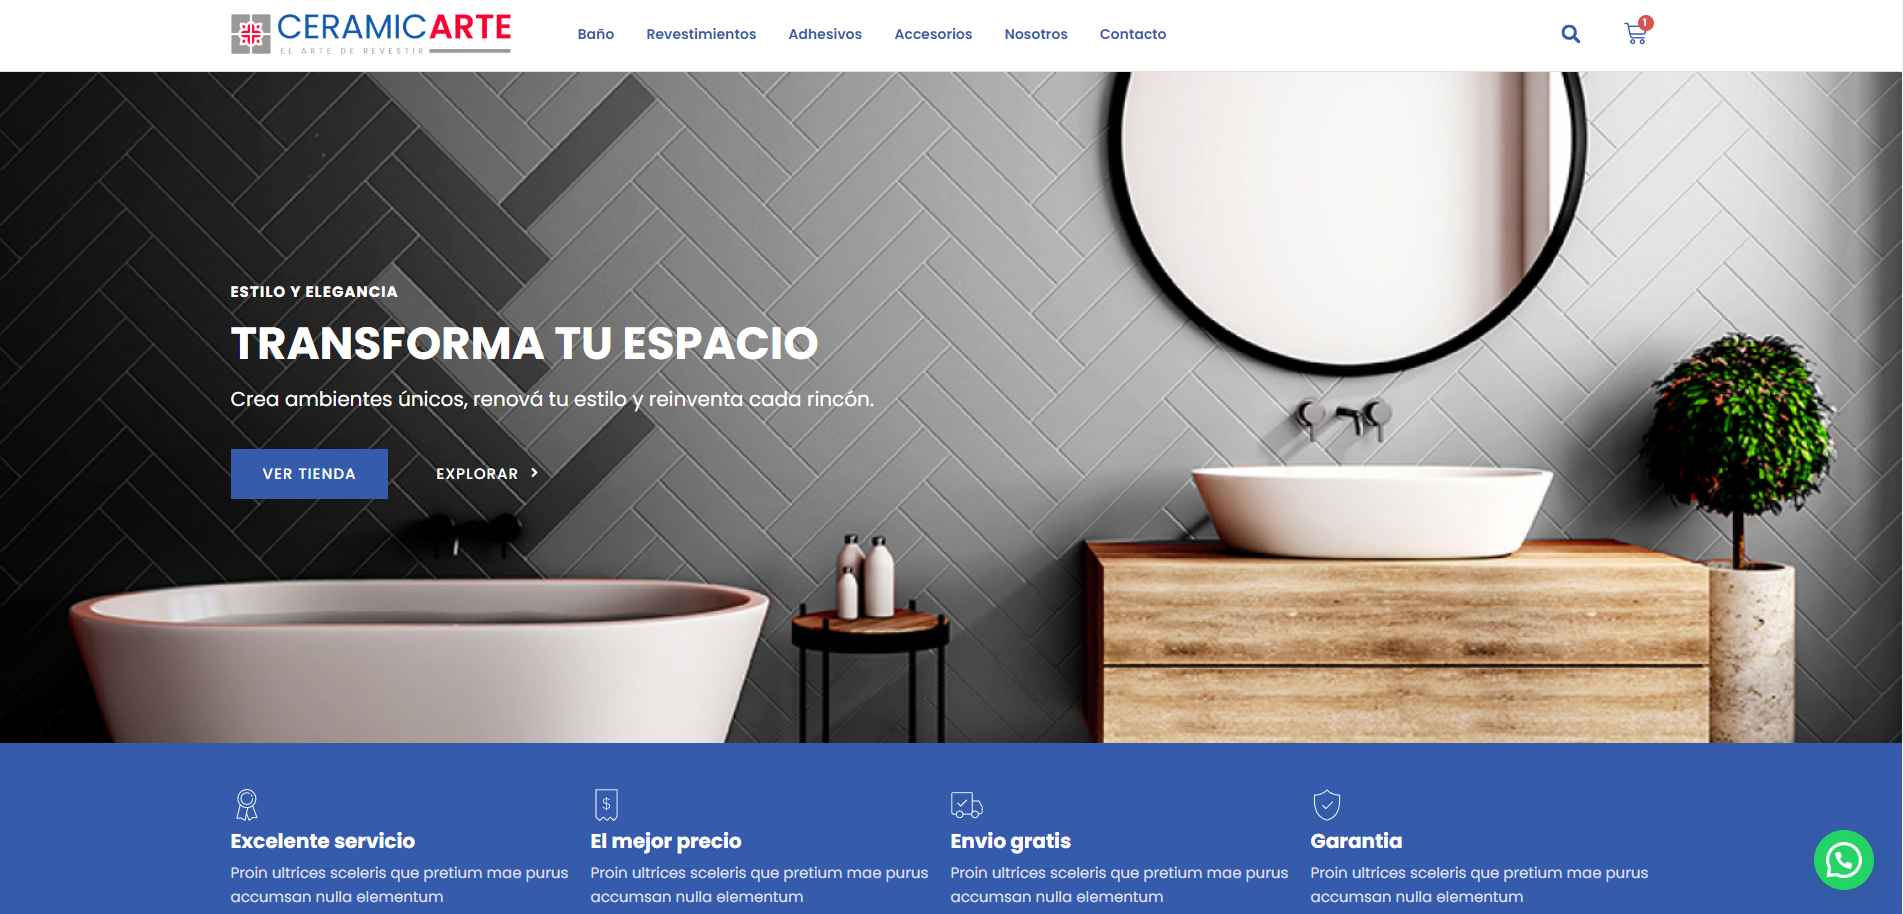 CERAMICARTE
EL ARTE DE REVESTIR
Baño Revestimientos Adhesivos Accesorios Nosotros Contacto
1
ESTILO Y ELEGANCIA
TRANSFORMA TU ESPACIO
Crea ambientes únicos, renová tu estilo y reinventa cada rincón.
VER TIENDA EXPLORAR
$
Excelente servicio
Proin ultrices sceleris que pretium mae purus
accumsan nulla elementum
El mejor precio
Proin ultrices sceleris que pretium mae purus
accumsan nulla elementum
Envio gratis
Proin ultrices sceleris que pretium mae purus
accumsan nulla elementum
Garantia
Proin ultrices sceleris que pretium mae purus
accumsan nulla elementum